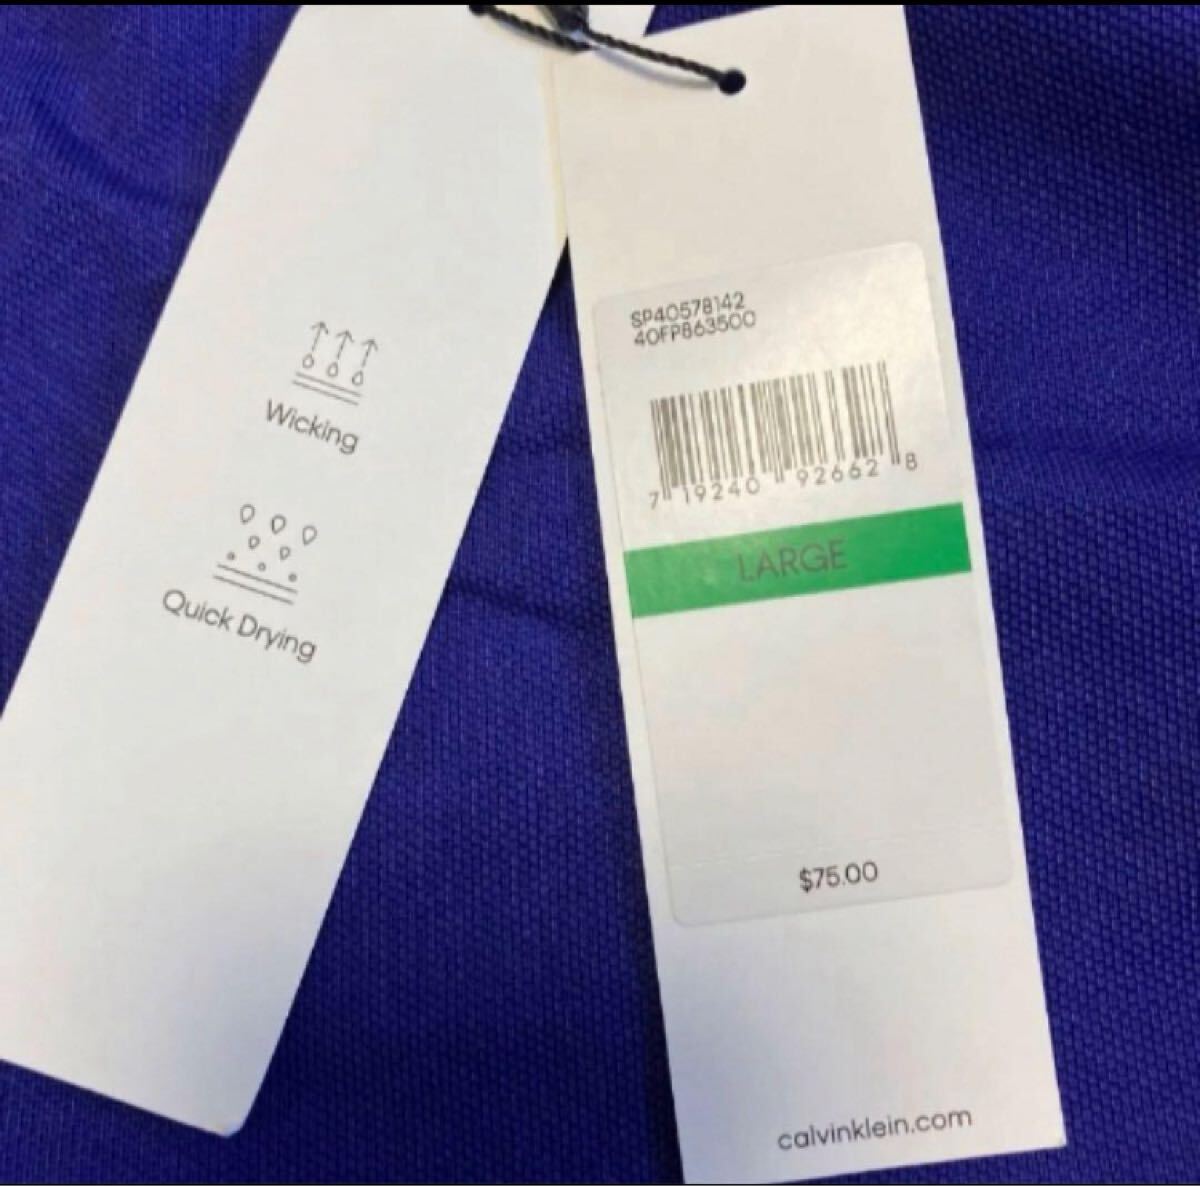 Wicking
Quick Drying
SP40578142
40FP863500
7 19240 92662 8
LARGE
$75.00
calvinklein.com